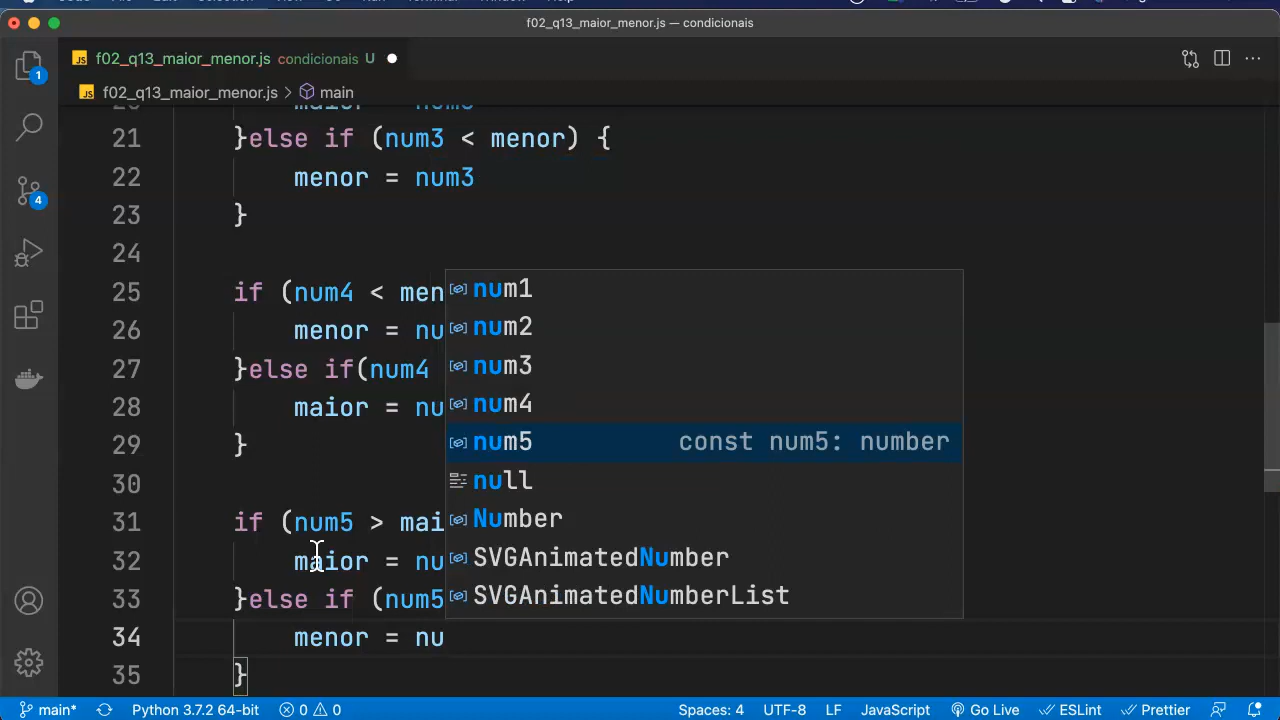 f02_q13_maior_menor.js — condicionais
JS f02_q13_maior_menor.js condicionais U
JS f02_q13_maior_menor.js > main
21 }else if (num3 < menor) {
22 menor = num3
23 }
24
25 if (num4 < men
26 menor = nu
27 }else if(num4
28 maior = nu
29 }
30
31 if (num5 > mai
32 maior = nu
33 }else if (num5
34 menor = nu
35 }
num1
num2
num3
num4
num5 const num5: number
null
Number
SVGAnimatedNumber
SVGAnimatedNumberList
1
4
main* Python 3.7.2 64-bit 0 0 Spaces: 4 UTF-8 LF JavaScript Go Live ESLint Prettier